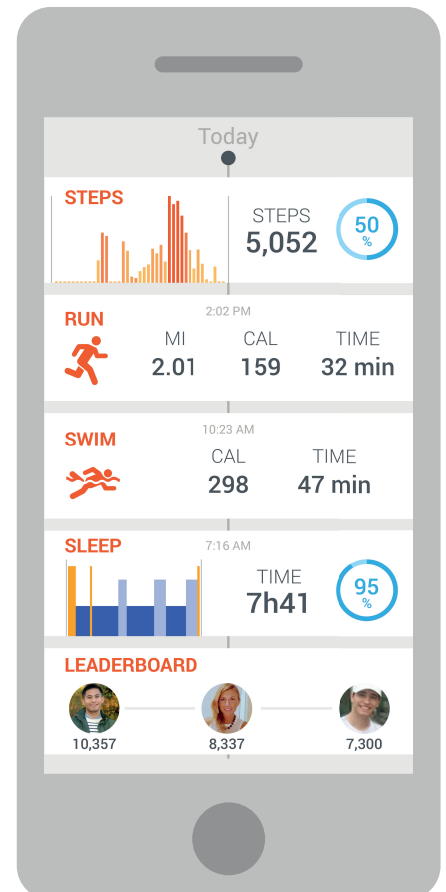 Today
STEPS
STEPS
5,052
50
%
2:02 PM
RUN
MI CAL TIME
2.01 159 32 min
10:23 AM
SWIM
CAL TIME
298 47 min
SLEEP 7:16 AM
TIME
7h41
95
%
LEADERBOARD
10,357 8,337 7,300